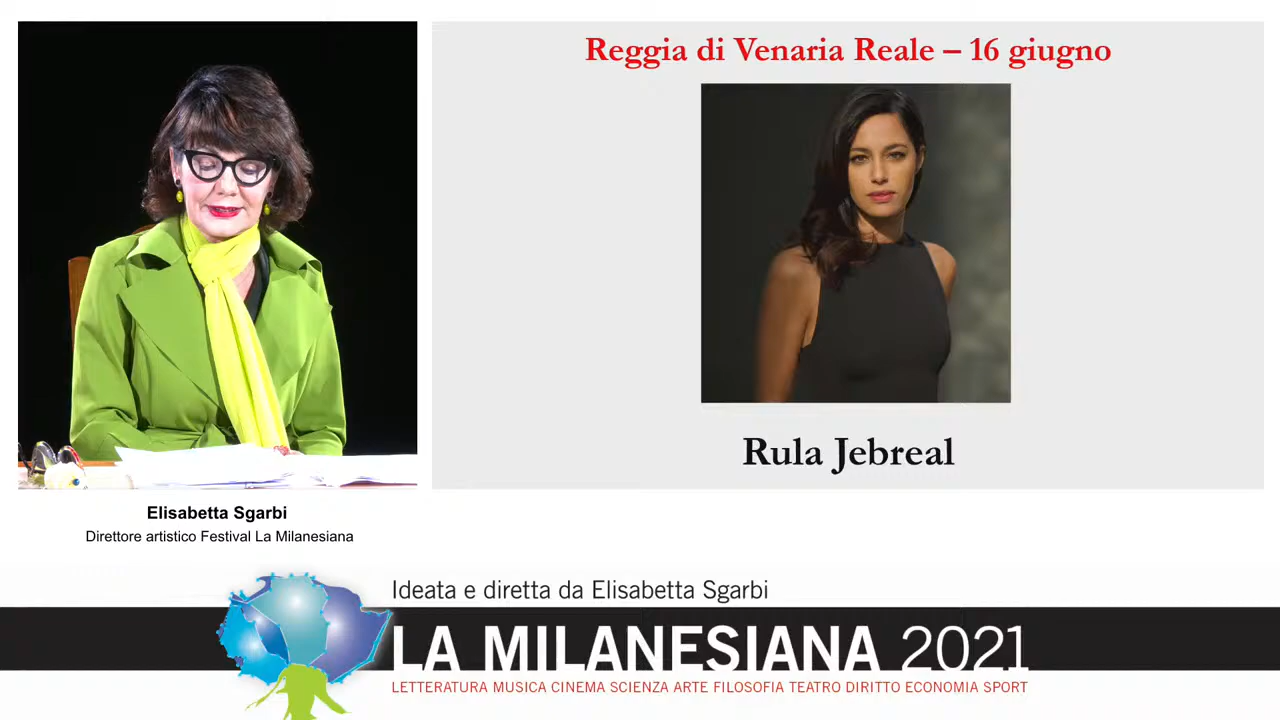 Reggia di Venaria Reale – 16 giugno
Rula Jebreal
Elisabetta Sgarbi
Direttore artistico Festival La Milanesiana
Ideata e diretta da Elisabetta Sgarbi
LA MILANESIANA 2021
LETTERATURA MUSICA CINEMA SCIENZA ARTE FILOSOFIA TEATRO DIRITTO ECONOMIA SPORT